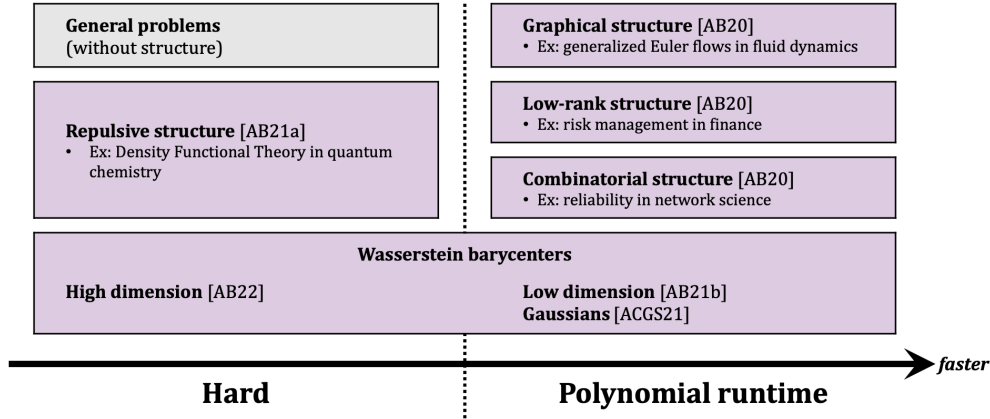 General problems
(without structure)
Repulsive structure [AB21a]
• Ex: Density Functional Theory in quantum
chemistry
Graphical structure [AB20]
• Ex: generalized Euler flows in fluid dynamics
Low-rank structure [AB20]
• Ex: risk management in finance
Combinatorial structure [AB20]
• Ex: reliability in network science
Wasserstein barycenters
High dimension [AB22]
Low dimension [AB21b]
Gaussians [ACGS21]
faster
Hard
Polynomial runtime